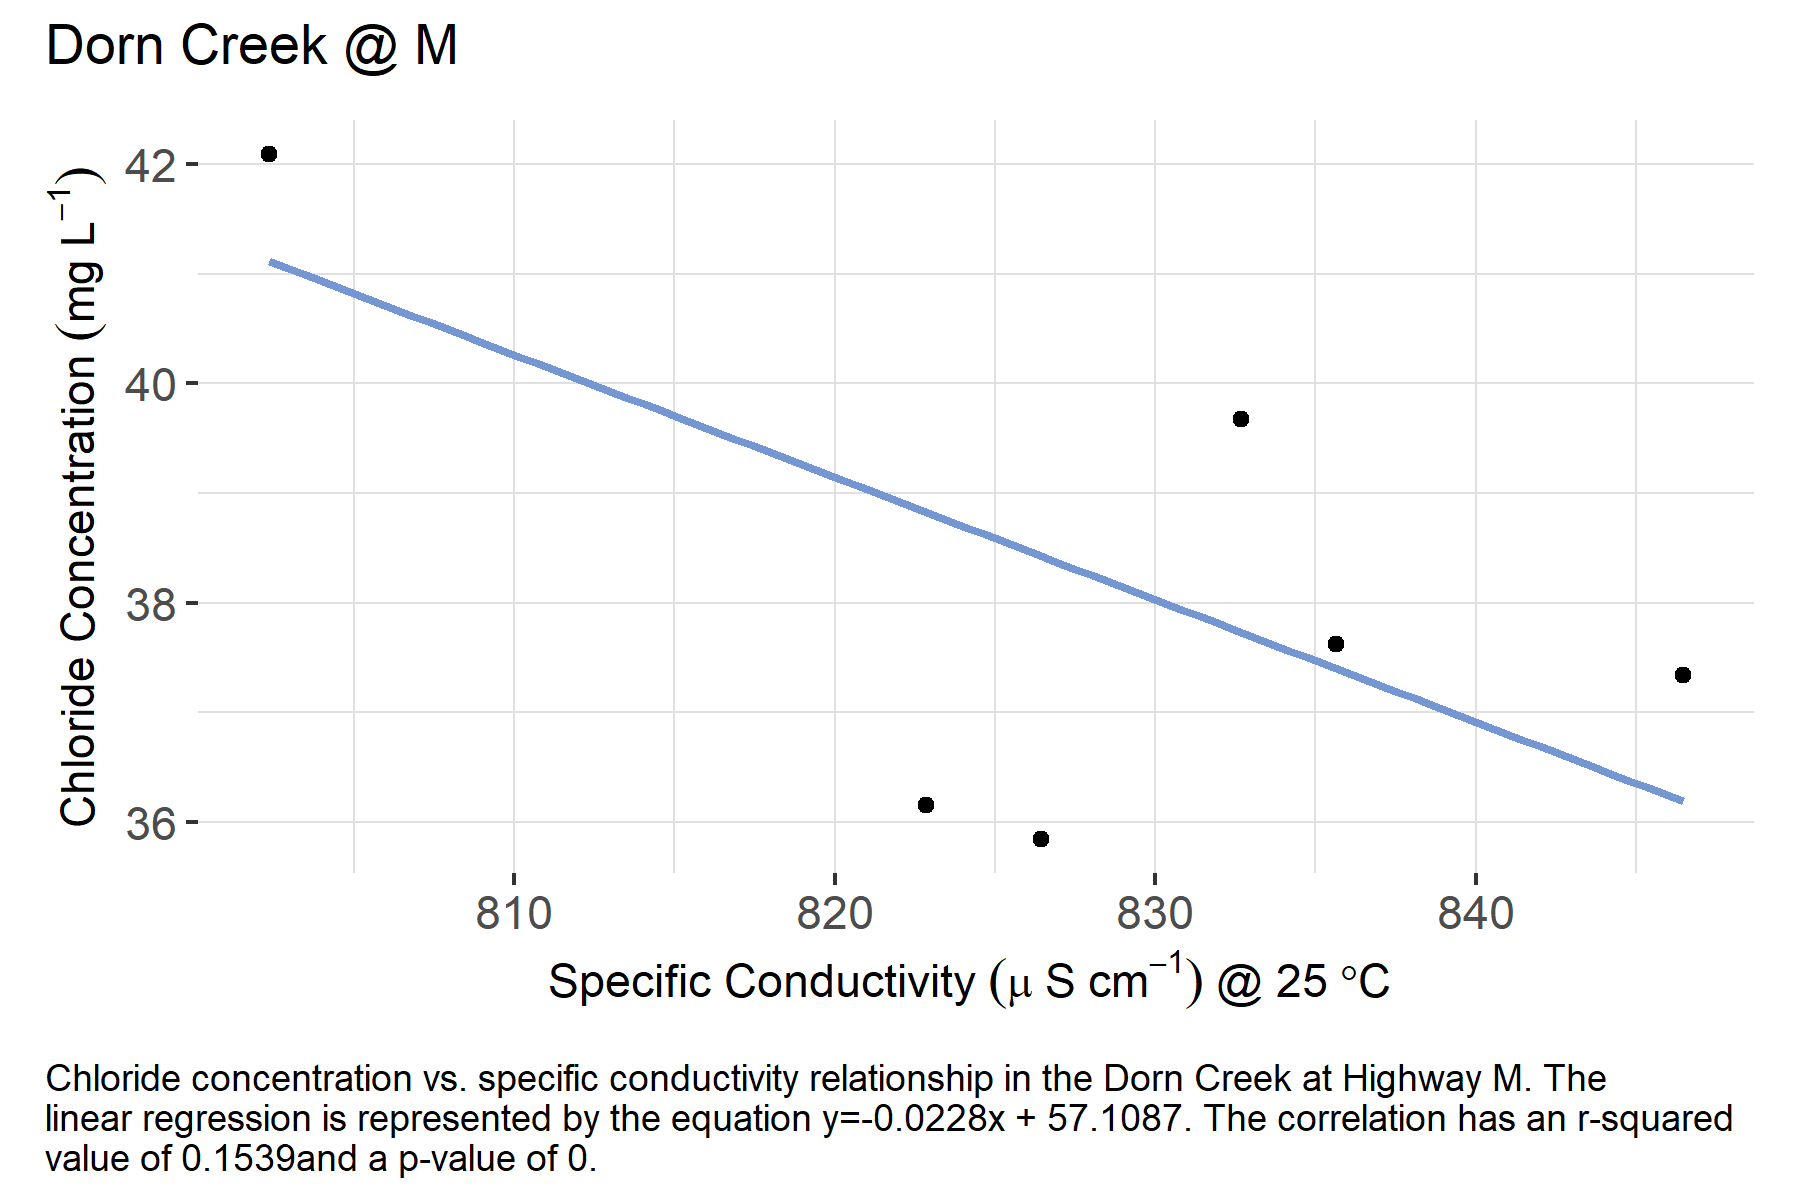 Dorn Creek @ M
Chloride Concentration (mg L⁻¹)
42
40
38
36
810 820 830 840
Specific Conductivity (μ S cm⁻¹) @ 25 °C
Chloride concentration vs. specific conductivity relationship in the Dorn Creek at Highway M. The
linear regression is represented by the equation y=-0.0228x + 57.1087. The correlation has an r-squared
value of 0.1539and a p-value of 0.